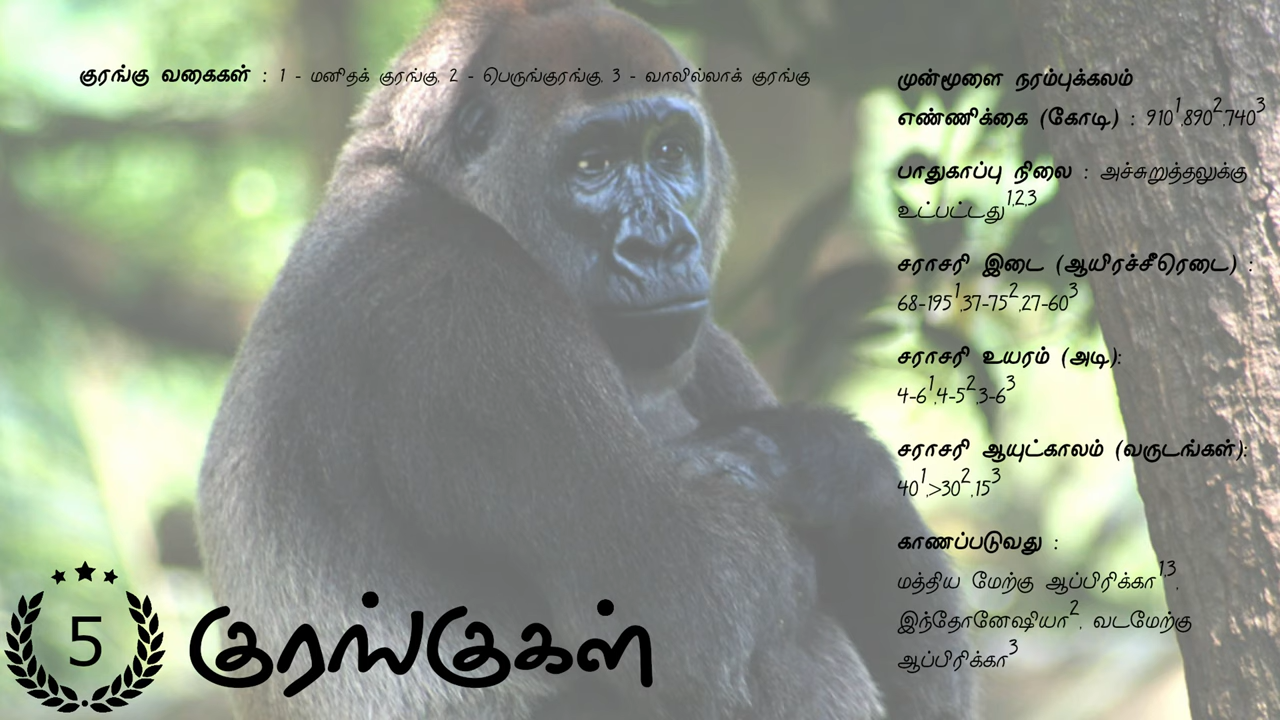 குரங்கு வகைகள் : 1 - மனிதக் குரங்கு, 2 - பெருங்குரங்கு, 3 - வாலில்லாக் குரங்கு
முன்மூளை நரம்புக்கலம்
எண்ணிக்கை (கோடி) : 910¹,890²,740³
பாதுகாப்பு நிலை : அச்சுறுத்தலுக்கு
உட்பட்டது¹,²,³
சராசரி இடை (ஆயிரச்சீரெடை) :
68-195¹,37-75²,27-60³
சராசரி உயரம் (அடி):
4-6¹,4-5²,3-6³
சராசரி ஆயுட்காலம் (வருடங்கள்):
40¹,>30²,15³
காணப்படுவது :
மத்திய மேற்கு ஆப்பிரிக்கா¹,³,
இந்தோனேஷியா², வடமேற்கு
ஆப்பிரிக்கா³
5
குரங்குகள்